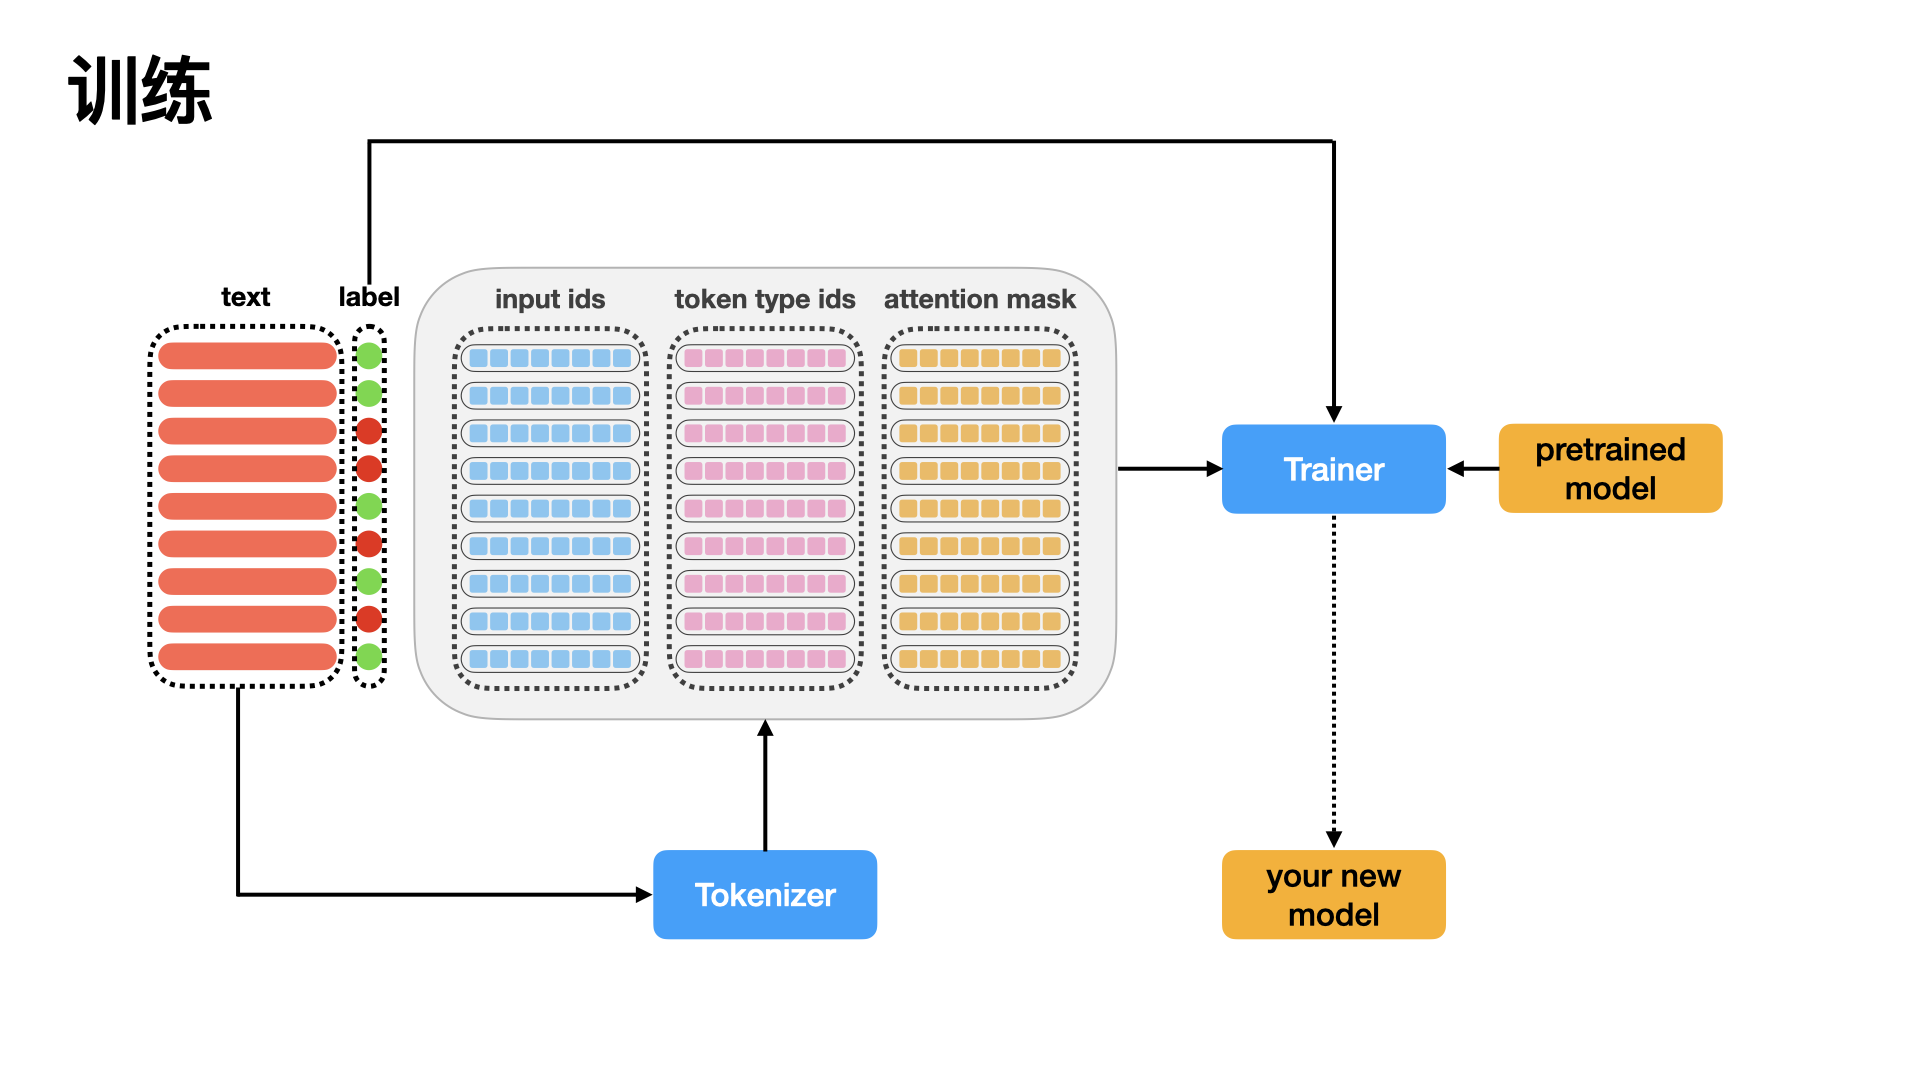 训练
text
label
input ids
token type ids
attention mask
Trainer
pretrained
model
Tokenizer
your new
model